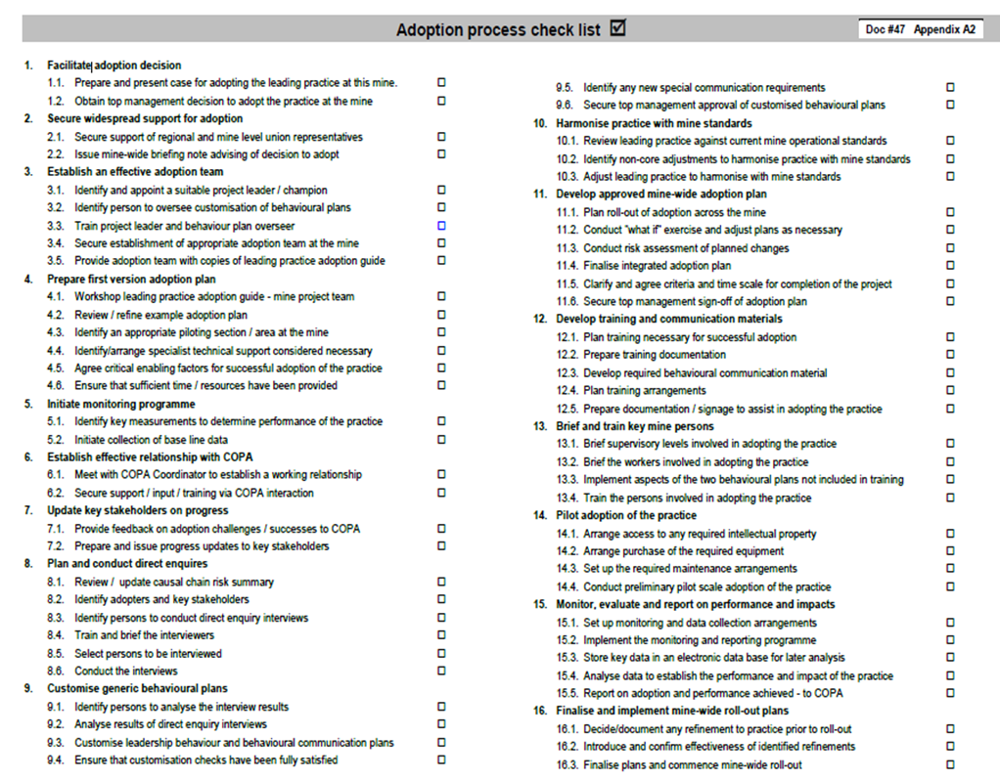 Adoption process check list ☑
Doc #47 Appendix A2
1. Facilitate adoption decision
1.1. Prepare and present case for adopting the leading practice at this mine. ☐
1.2. Obtain top management decision to adopt the practice at the mine ☐
2. Secure widespread support for adoption
2.1. Secure support of regional and mine level union representatives ☐
2.2. Issue mine-wide briefing note advising of decision to adopt ☐
3. Establish an effective adoption team
3.1. Identify and appoint a suitable project leader / champion ☐
3.2. Identify person to oversee customisation of behavioural plans ☐
3.3. Train project leader and behaviour plan overseer ☐
3.4. Secure establishment of appropriate adoption team at the mine ☐
3.5. Provide adoption team with copies of leading practice adoption guide ☐
4. Prepare first version adoption plan
4.1. Workshop leading practice adoption guide - mine project team ☐
4.2. Review / refine example adoption plan ☐
4.3. Identify an appropriate piloting section / area at the mine ☐
4.4. Identify/arrange specialist technical support considered necessary ☐
4.5. Agree critical enabling factors for successful adoption of the practice ☐
4.6. Ensure that sufficient time / resources have been provided ☐
5. Initiate monitoring programme
5.1. Identify key measurements to determine performance of the practice ☐
5.2. Initiate collection of base line data ☐
6. Establish effective relationship with COPA
6.1. Meet with COPA Coordinator to establish a working relationship ☐
6.2. Secure support / input / training via COPA interaction ☐
7. Update key stakeholders on progress
7.1. Provide feedback on adoption challenges / successes to COPA ☐
7.2. Prepare and issue progress updates to key stakeholders ☐
8. Plan and conduct direct enquires
8.1. Review / update causal chain risk summary ☐
8.2. Identify adopters and key stakeholders ☐
8.3. Identify persons to conduct direct enquiry interviews ☐
8.4. Train and brief the interviewers ☐
8.5. Select persons to be interviewed ☐
8.6. Conduct the interviews ☐
9. Customise generic behavioural plans
9.1. Identify persons to analyse the interview results ☐
9.2. Analyse results of direct enquiry interviews ☐
9.3. Customise leadership behaviour and behavioural communication plans ☐
9.4. Ensure that customisation checks have been fully satisfied ☐
9.5. Identify any new special communication requirements ☐
9.6. Secure top management approval of customised behavioural plans ☐
10. Harmonise practice with mine standards
10.1. Review leading practice against current mine operational standards ☐
10.2. Identify non-core adjustments to harmonise practice with mine standards ☐
10.3. Adjust leading practice to harmonise with mine standards ☐
11. Develop approved mine-wide adoption plan
11.1. Plan roll-out of adoption across the mine ☐
11.2. Conduct "what if" exercise and adjust plans as necessary ☐
11.3. Conduct risk assessment of planned changes ☐
11.4. Finalise integrated adoption plan ☐
11.5. Clarify and agree criteria and time scale for completion of the project ☐
11.6. Secure top management sign-off of adoption plan ☐
12. Develop training and communication materials
12.1. Plan training necessary for successful adoption ☐
12.2. Prepare training documentation ☐
12.3. Develop required behavioural communication material ☐
12.4. Plan training arrangements ☐
12.5. Prepare documentation / signage to assist in adopting the practice ☐
13. Brief and train key mine persons
13.1. Brief supervisory levels involved in adopting the practice ☐
13.2. Brief the workers involved in adopting the practice ☐
13.3. Implement aspects of the two behavioural plans not included in training ☐
13.4. Train the persons involved in adopting the practice ☐
14. Pilot adoption of the practice
14.1. Arrange access to any required intellectual property ☐
14.2. Arrange purchase of the required equipment ☐
14.3. Set up the required maintenance arrangements ☐
14.4. Conduct preliminary pilot scale adoption of the practice ☐
15. Monitor, evaluate and report on performance and impacts
15.1. Set up monitoring and data collection arrangements ☐
15.2. Implement the monitoring and reporting programme ☐
15.3. Store key data in an electronic data base for later analysis ☐
15.4. Analyse data to establish the performance and impact of the practice ☐
15.5. Report on adoption and performance achieved - to COPA ☐
16. Finalise and implement mine-wide roll-out plans
16.1. Decide/document any refinement to practice prior to roll-out ☐
16.2. Introduce and confirm effectiveness of identified refinements ☐
16.3. Finalise plans and commence mine-wide roll-out ☐